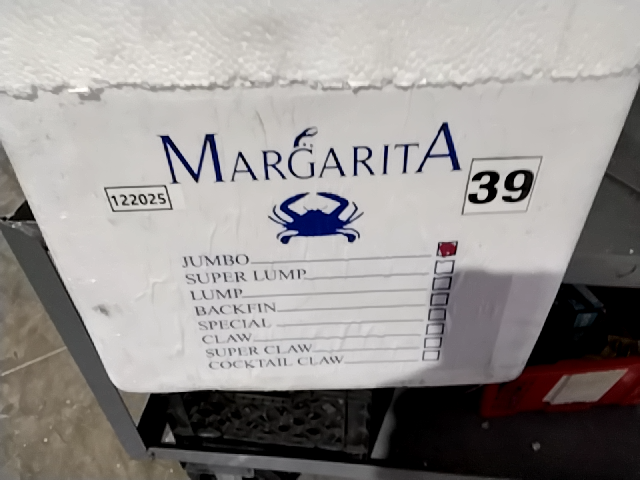 MARGARITA
122025
39
JUMBO
SUPER LUMP
LUMP
BACKFIN
SPECIAL
CLAW
SUPER CLAW
COCKTAIL CLAW